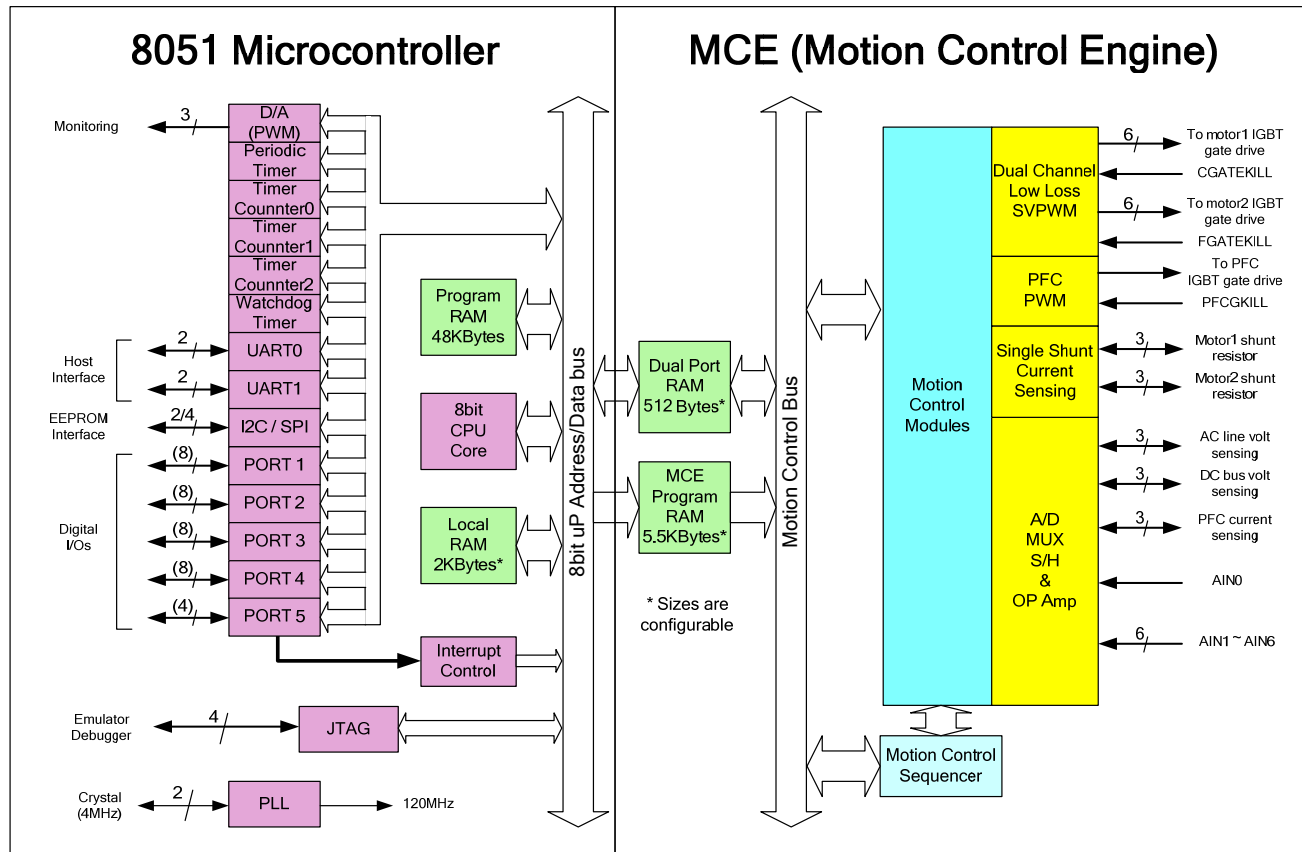 8051 Microcontroller
MCE (Motion Control Engine)
Monitoring
3
D/A
(PWM)
Periodic
Timer
Timer
Counnter0
Timer
Counnter1
Timer
Counnter2
Watchdog
Timer
Host
Interface
2
UART0
2
UART1
EEPROM
Interface
2/4
I2C / SPI
Digital
I/Os
(8)
PORT 1
(8)
PORT 2
(8)
PORT 3
(8)
PORT 4
(4)
PORT 5
Interrupt
Control
Emulator
Debugger
4
JTAG
Crystal
(4MHz)
2
PLL
120MHz
Program
RAM
48KBytes
8bit
CPU
Core
Local
RAM
2KBytes*
8bit uP Address/Data bus
Dual Port
RAM
512 Bytes*
MCE
Program
RAM
5.5KBytes*
* Sizes are
configurable
Motion Control Bus
Motion
Control
Modules
Motion Control
Sequencer
Dual Channel
Low Loss
SVPWM
PFC
PWM
Single Shunt
Current
Sensing
A/D
MUX
S/H
&
OP Amp
6
To motor1 IGBT
gate drive
CGATEKILL
6
To motor2 IGBT
gate drive
FGATEKILL
To PFC
IGBT gate drive
PFCGKILL
3
Motor1 shunt
resistor
3
Motor2 shunt
resistor
3
AC line volt
sensing
3
DC bus volt
sensing
3
PFC current
sensing
AIN0
6
AIN1 ~ AIN6